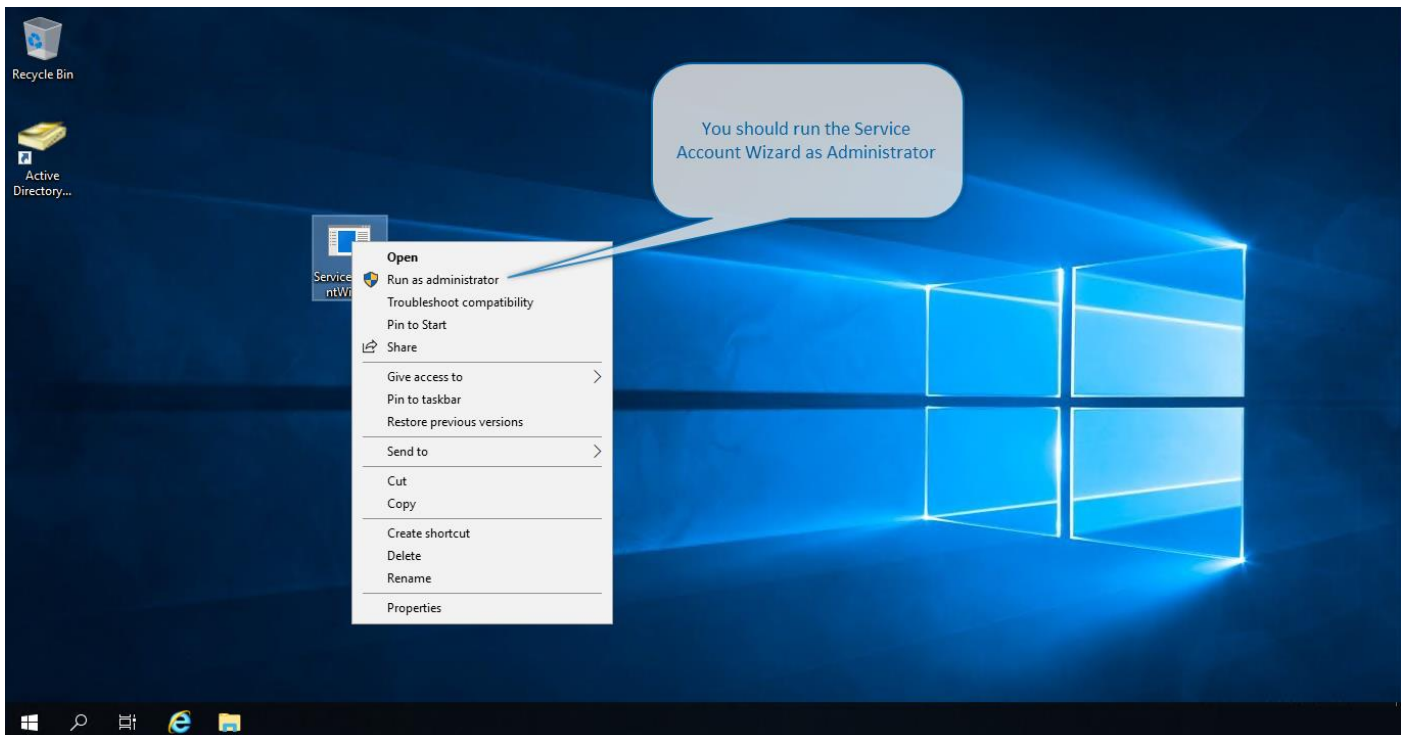 Recycle Bin
Active
Directory...
You should run the Service
Account Wizard as Administrator
Service
ntWi
Open
Run as administrator
Troubleshoot compatibility
Pin to Start
Share
Give access to
Pin to taskbar
Restore previous versions
Send to
Cut
Copy
Create shortcut
Delete
Rename
Properties